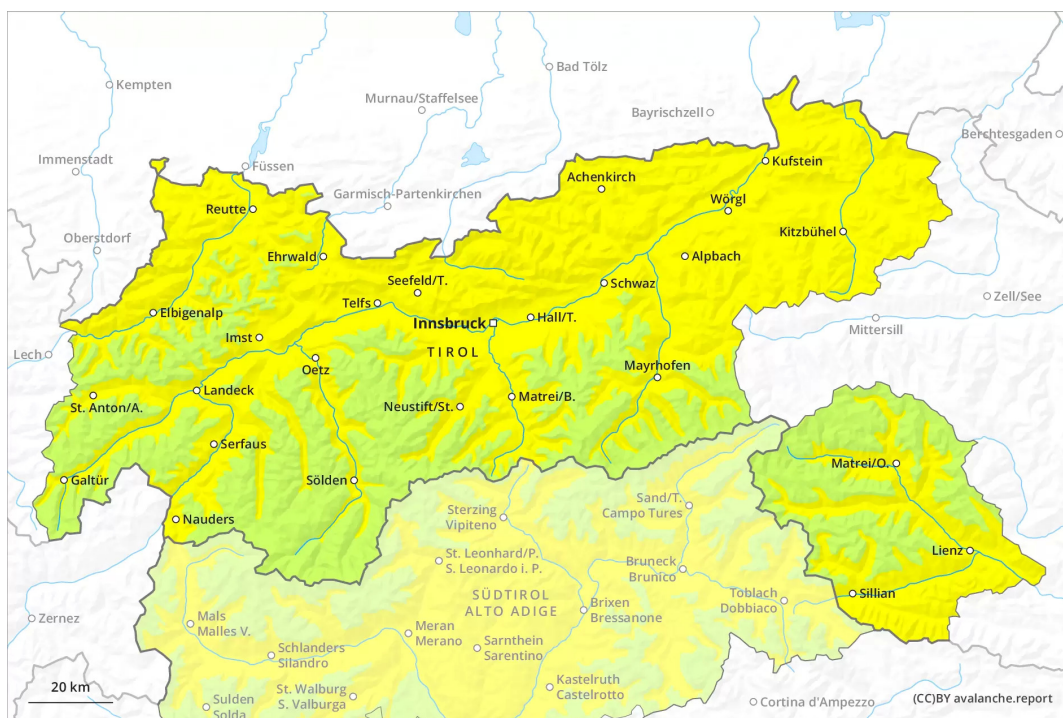 Kempten
Bad Tölz
Murnau/Staffelsee
Bayrischzell
Berchtesgaden
Immenstadt
Füssen
Kufstein
Achenkirch
Garmisch-Partenkirchen
Reutte
Wörgl
Oberstdorf
Kitzbühel
Ehrwald
Alpbach
Seefeld/T.
Schwaz
Zell/See
Telfs
Elbigenalp
Innsbruck
Hall/T.
Mittersill
Imst
Lech
TIROL
Oetz
Mayrhofen
Landeck
St. Anton/A.
Neustift/St.
Matrei/B.
Serfaus
Matrei/O.
Galtür
Sölden
Sand/T.
Campo Tures
Nauders
Sterzing
Vipiteno
Lienz
St. Leonhard/P.
S. Leonardo i. P.
Bruneck
Brunico
Sillian
SÜDTIROL
ALTO ADIGE
Toblach
Dobbiaco
Brixen
Bressanone
Zernez
Mals
Malles V.
Meran
Merano
Sarnthein
Sarentino
Schlanders
Silandro
20 km
St. Walburg
S. Valburga
Kastelruth
Castelrotto
Sulden
Solda
Cortina d'Ampezzo
(CC)BY avalanche.report